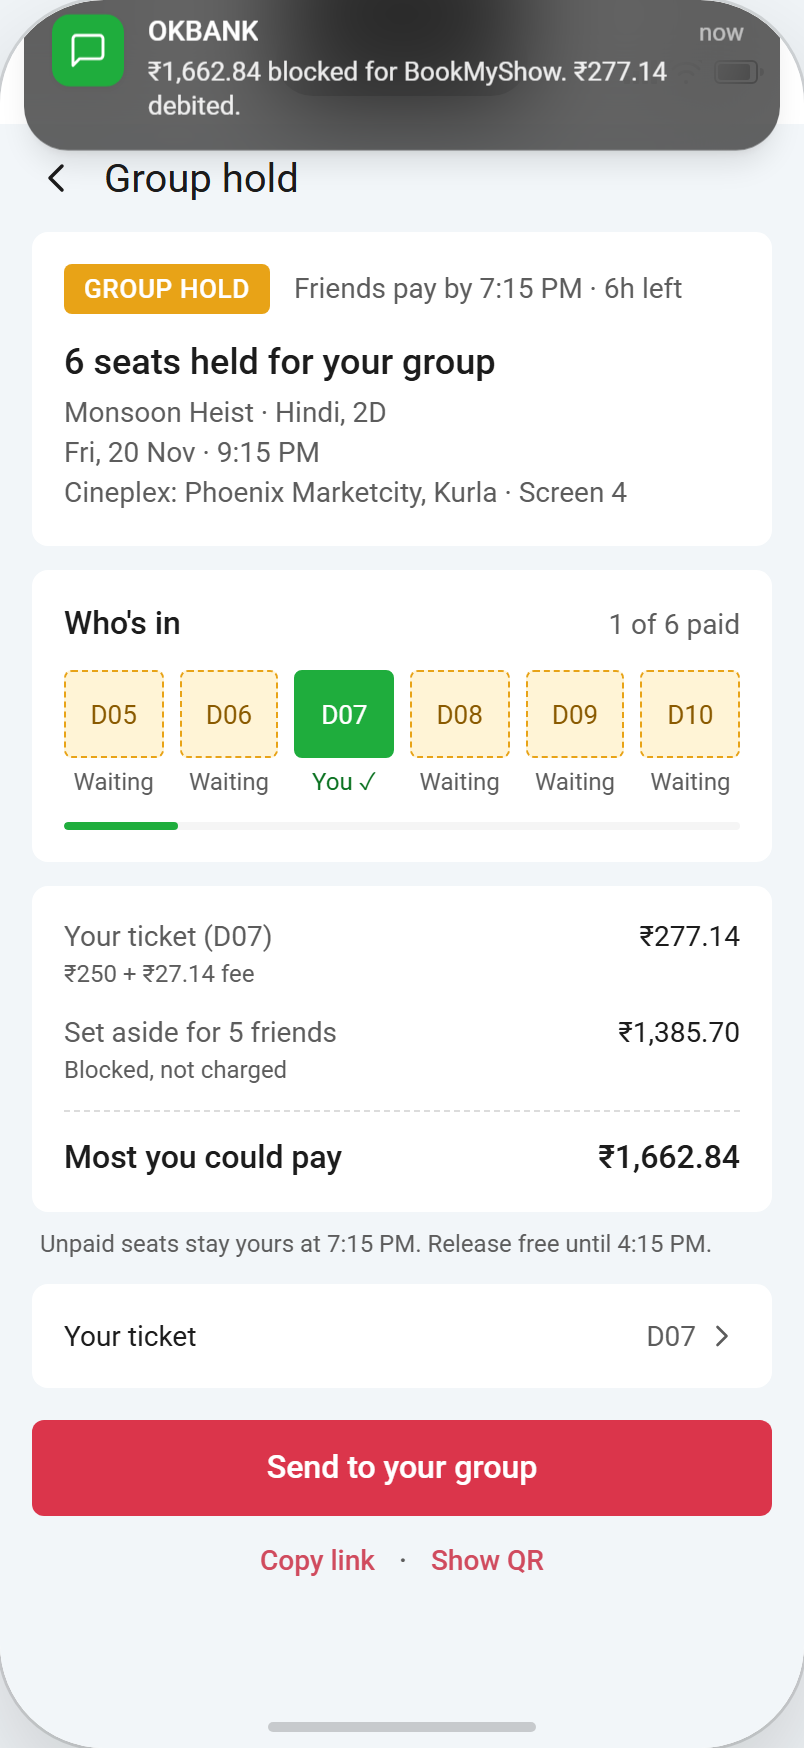 OKBANK
now
₹1,662.84 blocked for BookMyShow. ₹277.14
debited.
Group hold
GROUP HOLD
Friends pay by 7:15 PM · 6h left
6 seats held for your group
Monsoon Heist · Hindi, 2D
Fri, 20 Nov · 9:15 PM
Cineplex: Phoenix Marketcity, Kurla · Screen 4
Who's in
1 of 6 paid
D05 D06 D07 D08 D09 D10
Waiting Waiting You ✓ Waiting Waiting Waiting
Your ticket (D07) ₹277.14
₹250 + ₹27.14 fee
Set aside for 5 friends ₹1,385.70
Blocked, not charged
Most you could pay ₹1,662.84
Unpaid seats stay yours at 7:15 PM. Release free until 4:15 PM.
Your ticket D07
Send to your group
Copy link · Show QR